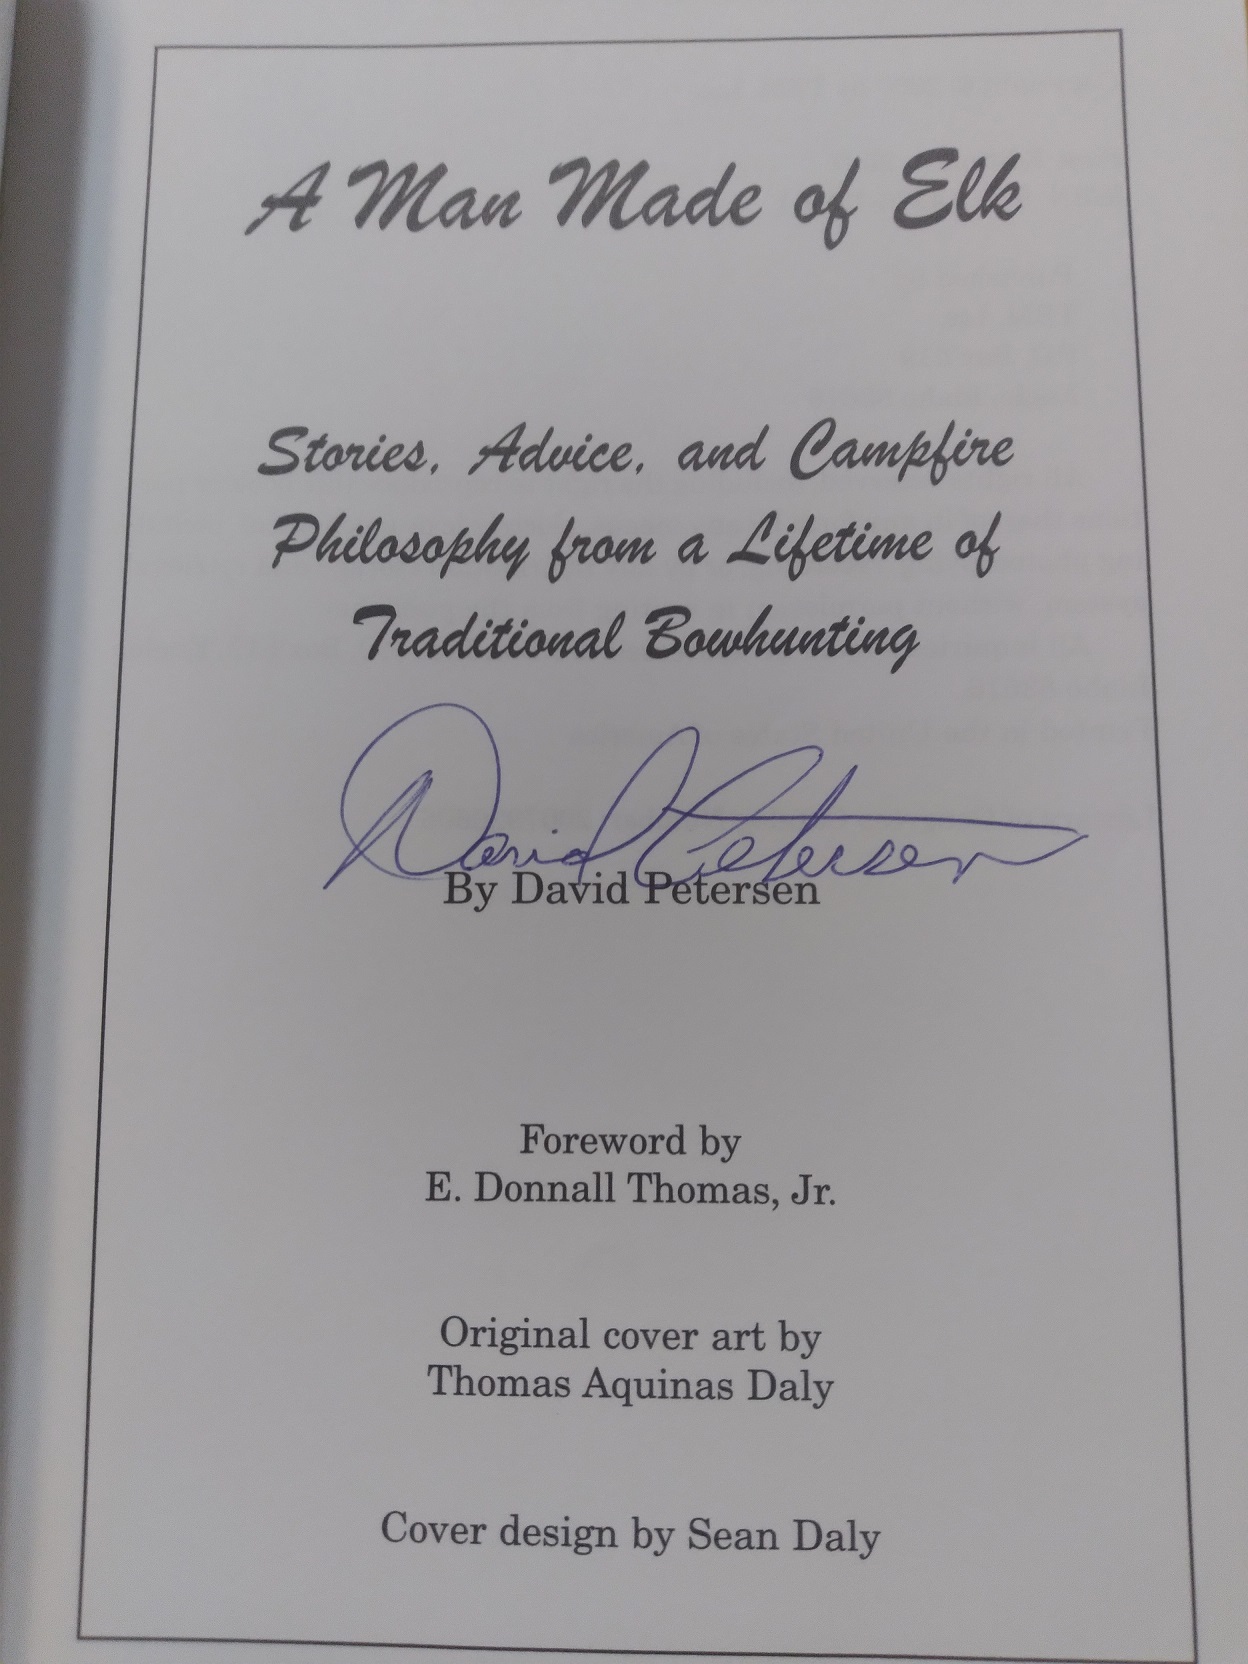 A Man Made of Elk
Stories, Advice, and Campfire
Philosophy from a Lifetime of
Traditional Bowhunting
David Petersen
By David Petersen
Foreword by
E. Donnall Thomas, Jr.
Original cover art by
Thomas Aquinas Daly
Cover design by Sean Daly